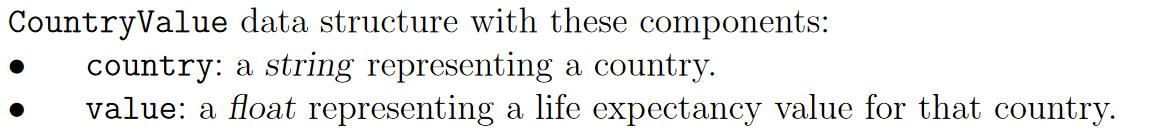 CountryValue data structure with these components:
● country: a string representing a country.
● value: a float representing a life expectancy value for that country.